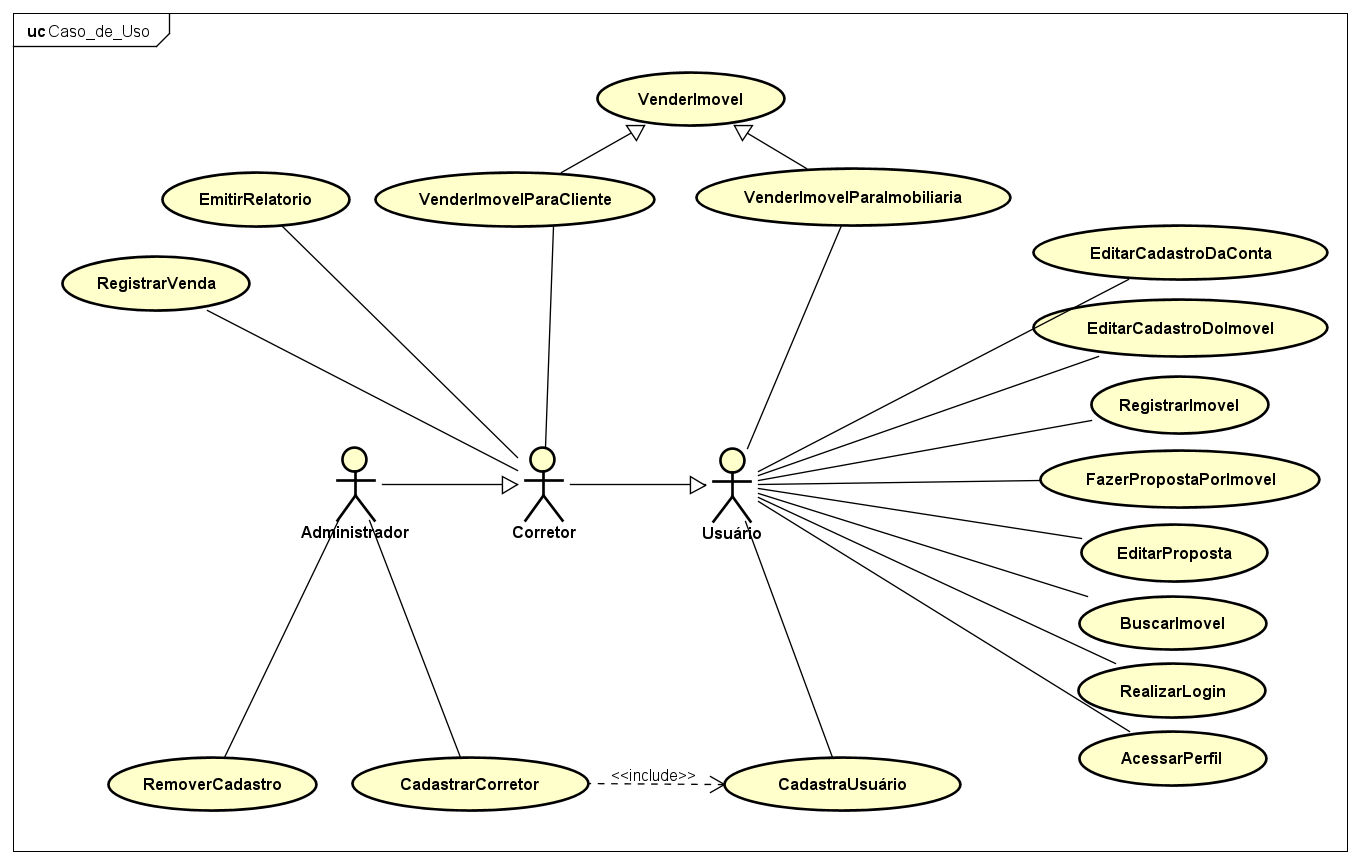 uc Caso_de_Uso
VenderImovel
EmitirRelatorio
VenderImovelParaCliente
VenderImovelParaImobiliaria
RegistrarVenda
EditarCadastroDaConta
EditarCadastroDoImovel
RegistrarImovel
FazerPropostaPorImovel
Administrador
Corretor
Usuário
EditarProposta
BuscarImovel
RealizarLogin
AcessarPerfil
RemoverCadastro
CadastrarCorretor
<<include>>
CadastraUsuário